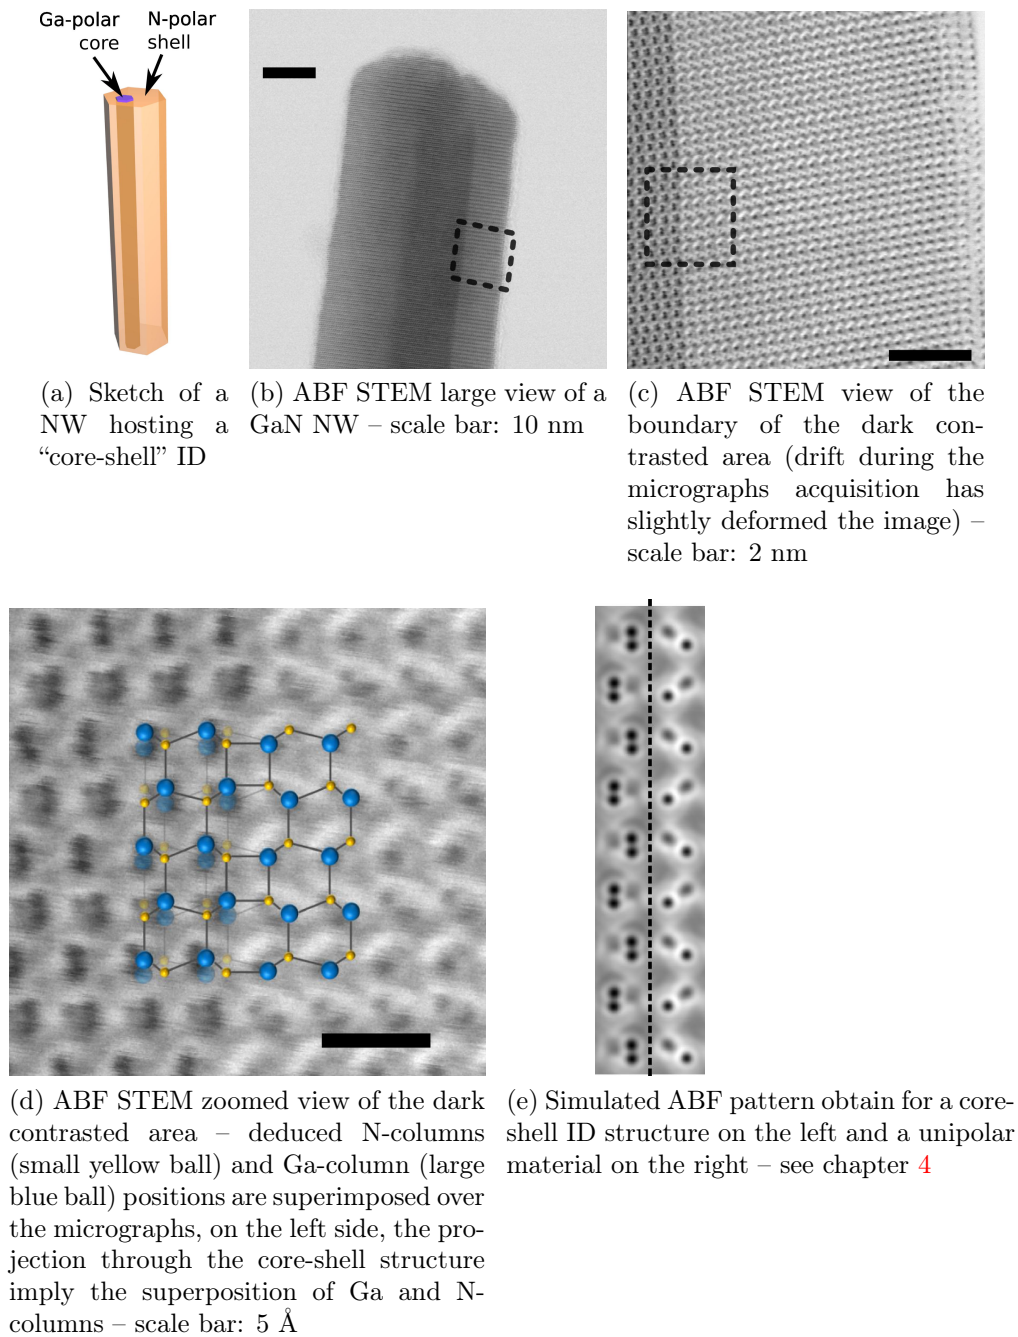 Ga-polar
core
N-polar
shell
(a) Sketch of a
NW hosting a
“core-shell” ID
(b) ABF STEM large view of a
GaN NW – scale bar: 10 nm
(c) ABF STEM view of the
boundary of the dark con-
trasted area (drift during the
micrographs acquisition has
slightly deformed the image) –
scale bar: 2 nm
(d) ABF STEM zoomed view of the dark
contrasted area – deduced N-columns
(small yellow ball) and Ga-column (large
blue ball) positions are superimposed over
the micrographs, on the left side, the pro-
jection through the core-shell structure
imply the superposition of Ga and N-
columns – scale bar: 5 Å
(e) Simulated ABF pattern obtain for a core-
shell ID structure on the left and a unipolar
material on the right – see chapter 4